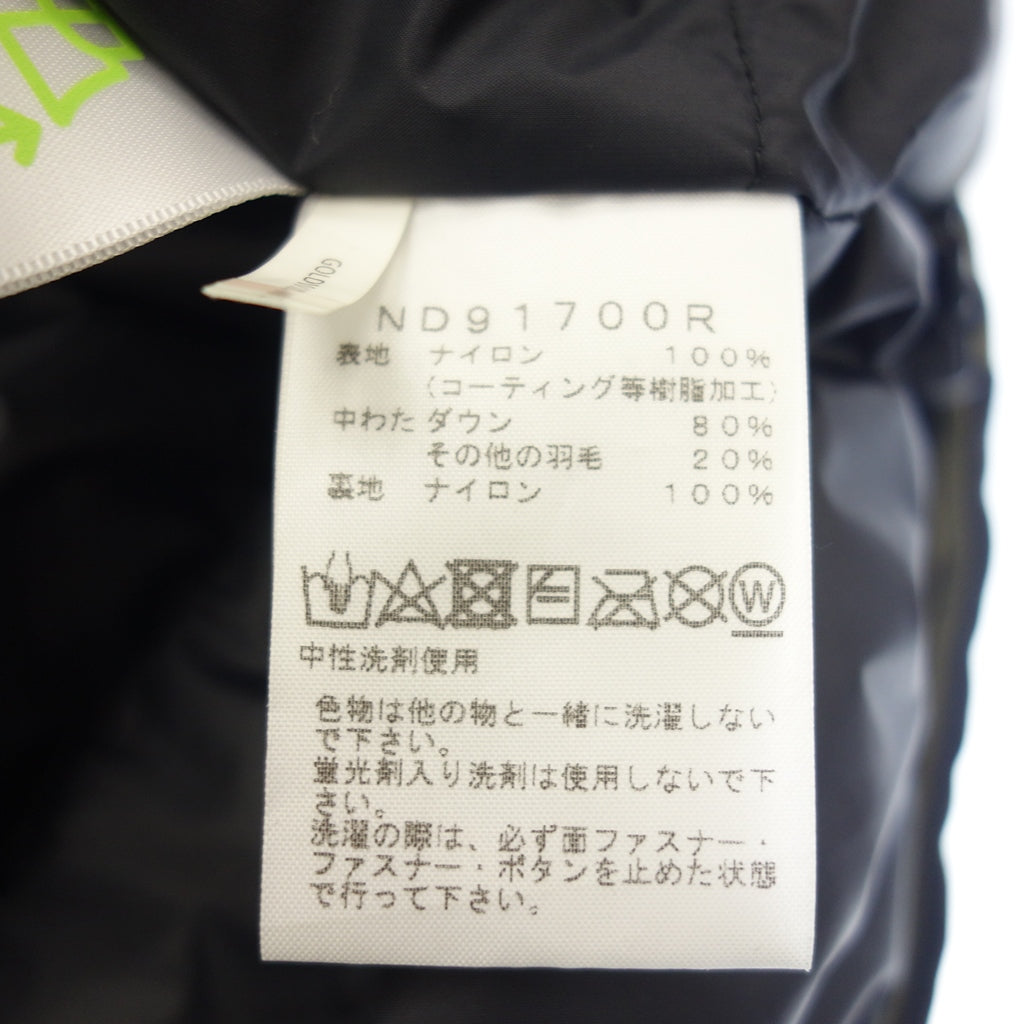 GOLDWIN
ND91700R
表地 ナイロン 100%
(コーティング等樹脂加工)
中わた ダウン 80%
その他の羽毛 20%
裏地 ナイロン 100%
W
中性洗剤使用
色物は他の物と一緒に洗濯しない
で下さい。
蛍光剤入り洗剤は使用しないで下
さい。
洗濯の際は、必ず面ファスナー・
ファスナー・ボタンを止めた状態
で行って下さい。